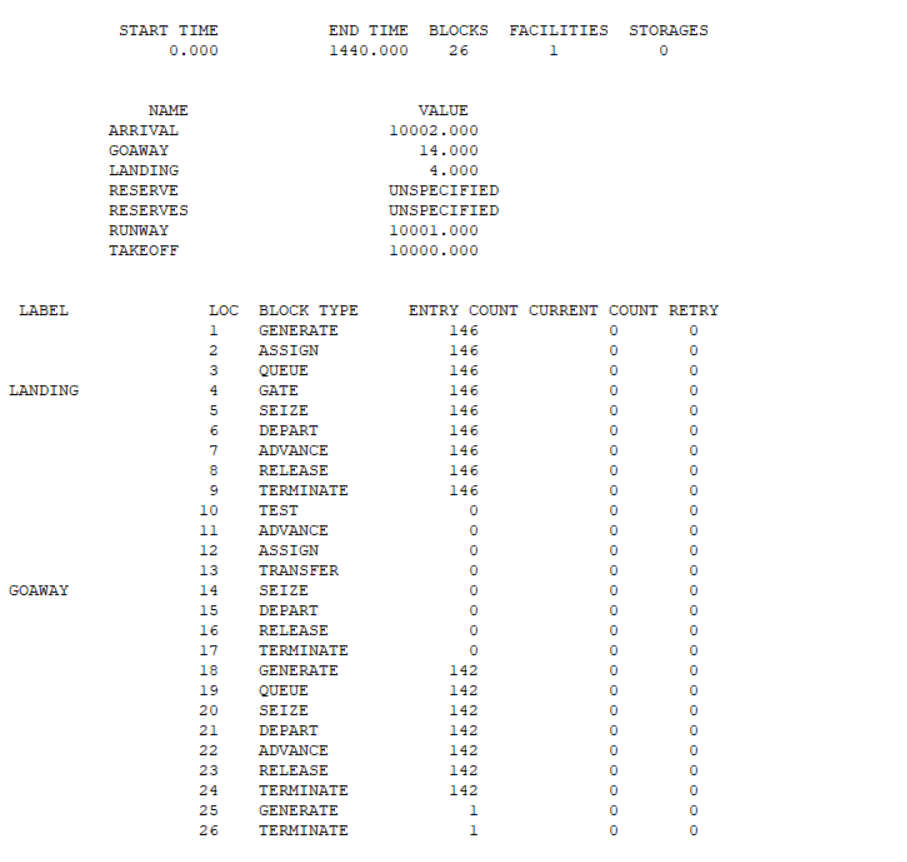 START TIME END TIME BLOCKS FACILITIES STORAGES
0.000 1440.000 26 1 0
NAME VALUE
ARRIVAL 10002.000
GOAWAY 14.000
LANDING 4.000
RESERVE UNSPECIFIED
RESERVES UNSPECIFIED
RUNWAY 10001.000
TAKEOFF 10000.000
LABEL LOC BLOCK TYPE ENTRY COUNT CURRENT COUNT RETRY
1 GENERATE 146 0 0
2 ASSIGN 146 0 0
3 QUEUE 146 0 0
LANDING 4 GATE 146 0 0
5 SEIZE 146 0 0
6 DEPART 146 0 0
7 ADVANCE 146 0 0
8 RELEASE 146 0 0
9 TERMINATE 146 0 0
10 TEST 0 0 0
11 ADVANCE 0 0 0
12 ASSIGN 0 0 0
13 TRANSFER 0 0 0
GOAWAY 14 SEIZE 0 0 0
15 DEPART 0 0 0
16 RELEASE 0 0 0
17 TERMINATE 0 0 0
18 GENERATE 142 0 0
19 QUEUE 142 0 0
20 SEIZE 142 0 0
21 DEPART 142 0 0
22 ADVANCE 142 0 0
23 RELEASE 142 0 0
24 TERMINATE 142 0 0
25 GENERATE 1 0 0
26 TERMINATE 1 0 0